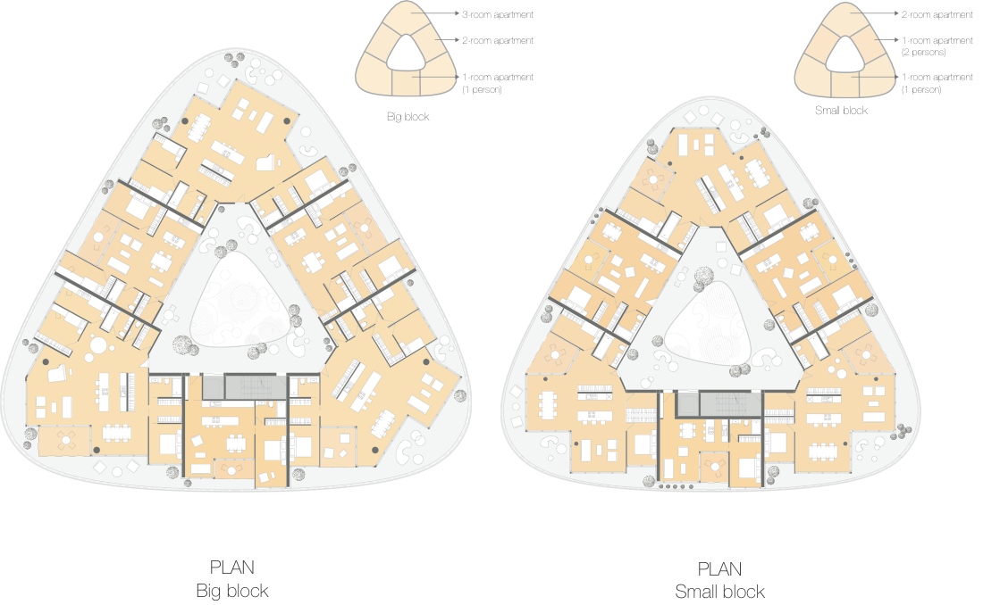 3-room apartment
2-room apartment
1-room apartment
(1 person)
Big block
2-room apartment
1-room apartment
(2 persons)
1-room apartment
(1 person)
Small block
PLAN
Big block
PLAN
Small block